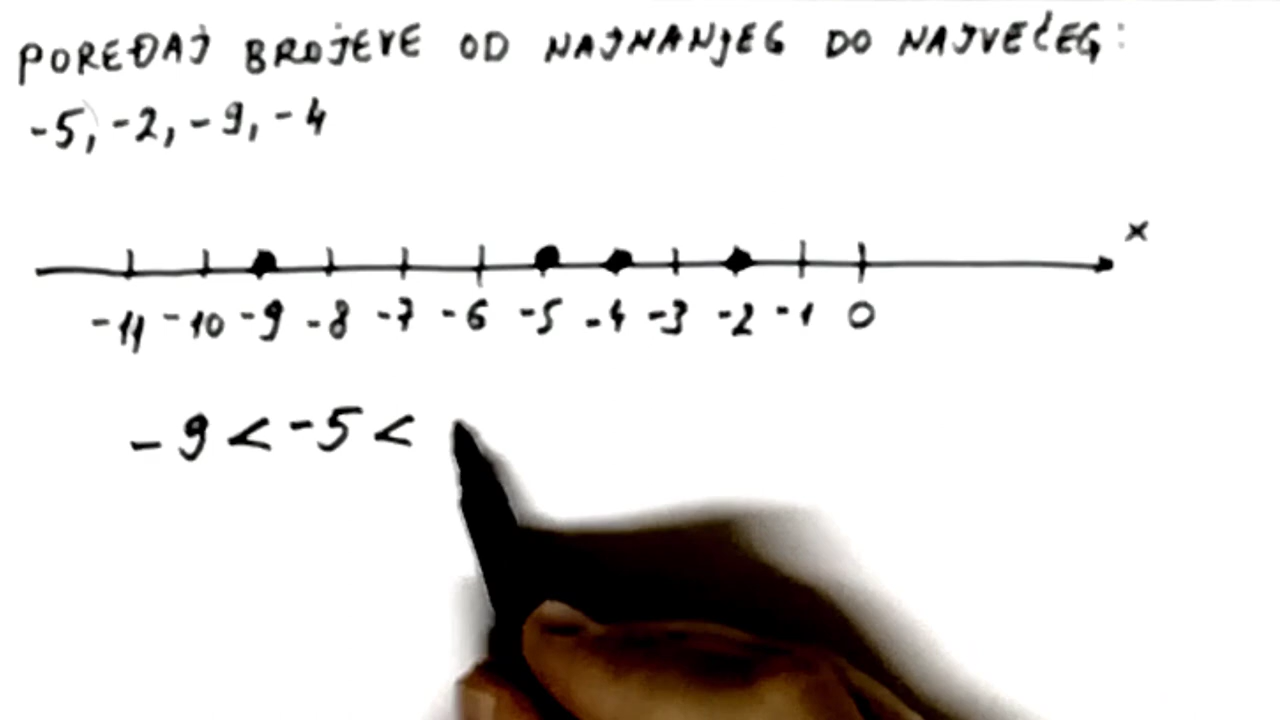 POREĐAJ BROJEVE OD NAJMANJEG DO NAJVEĆEG:
-5, -2, -9, -4
x
-11 -10 -9 -8 -7 -6 -5 -4 -3 -2 -1 0
-9 < -5 <